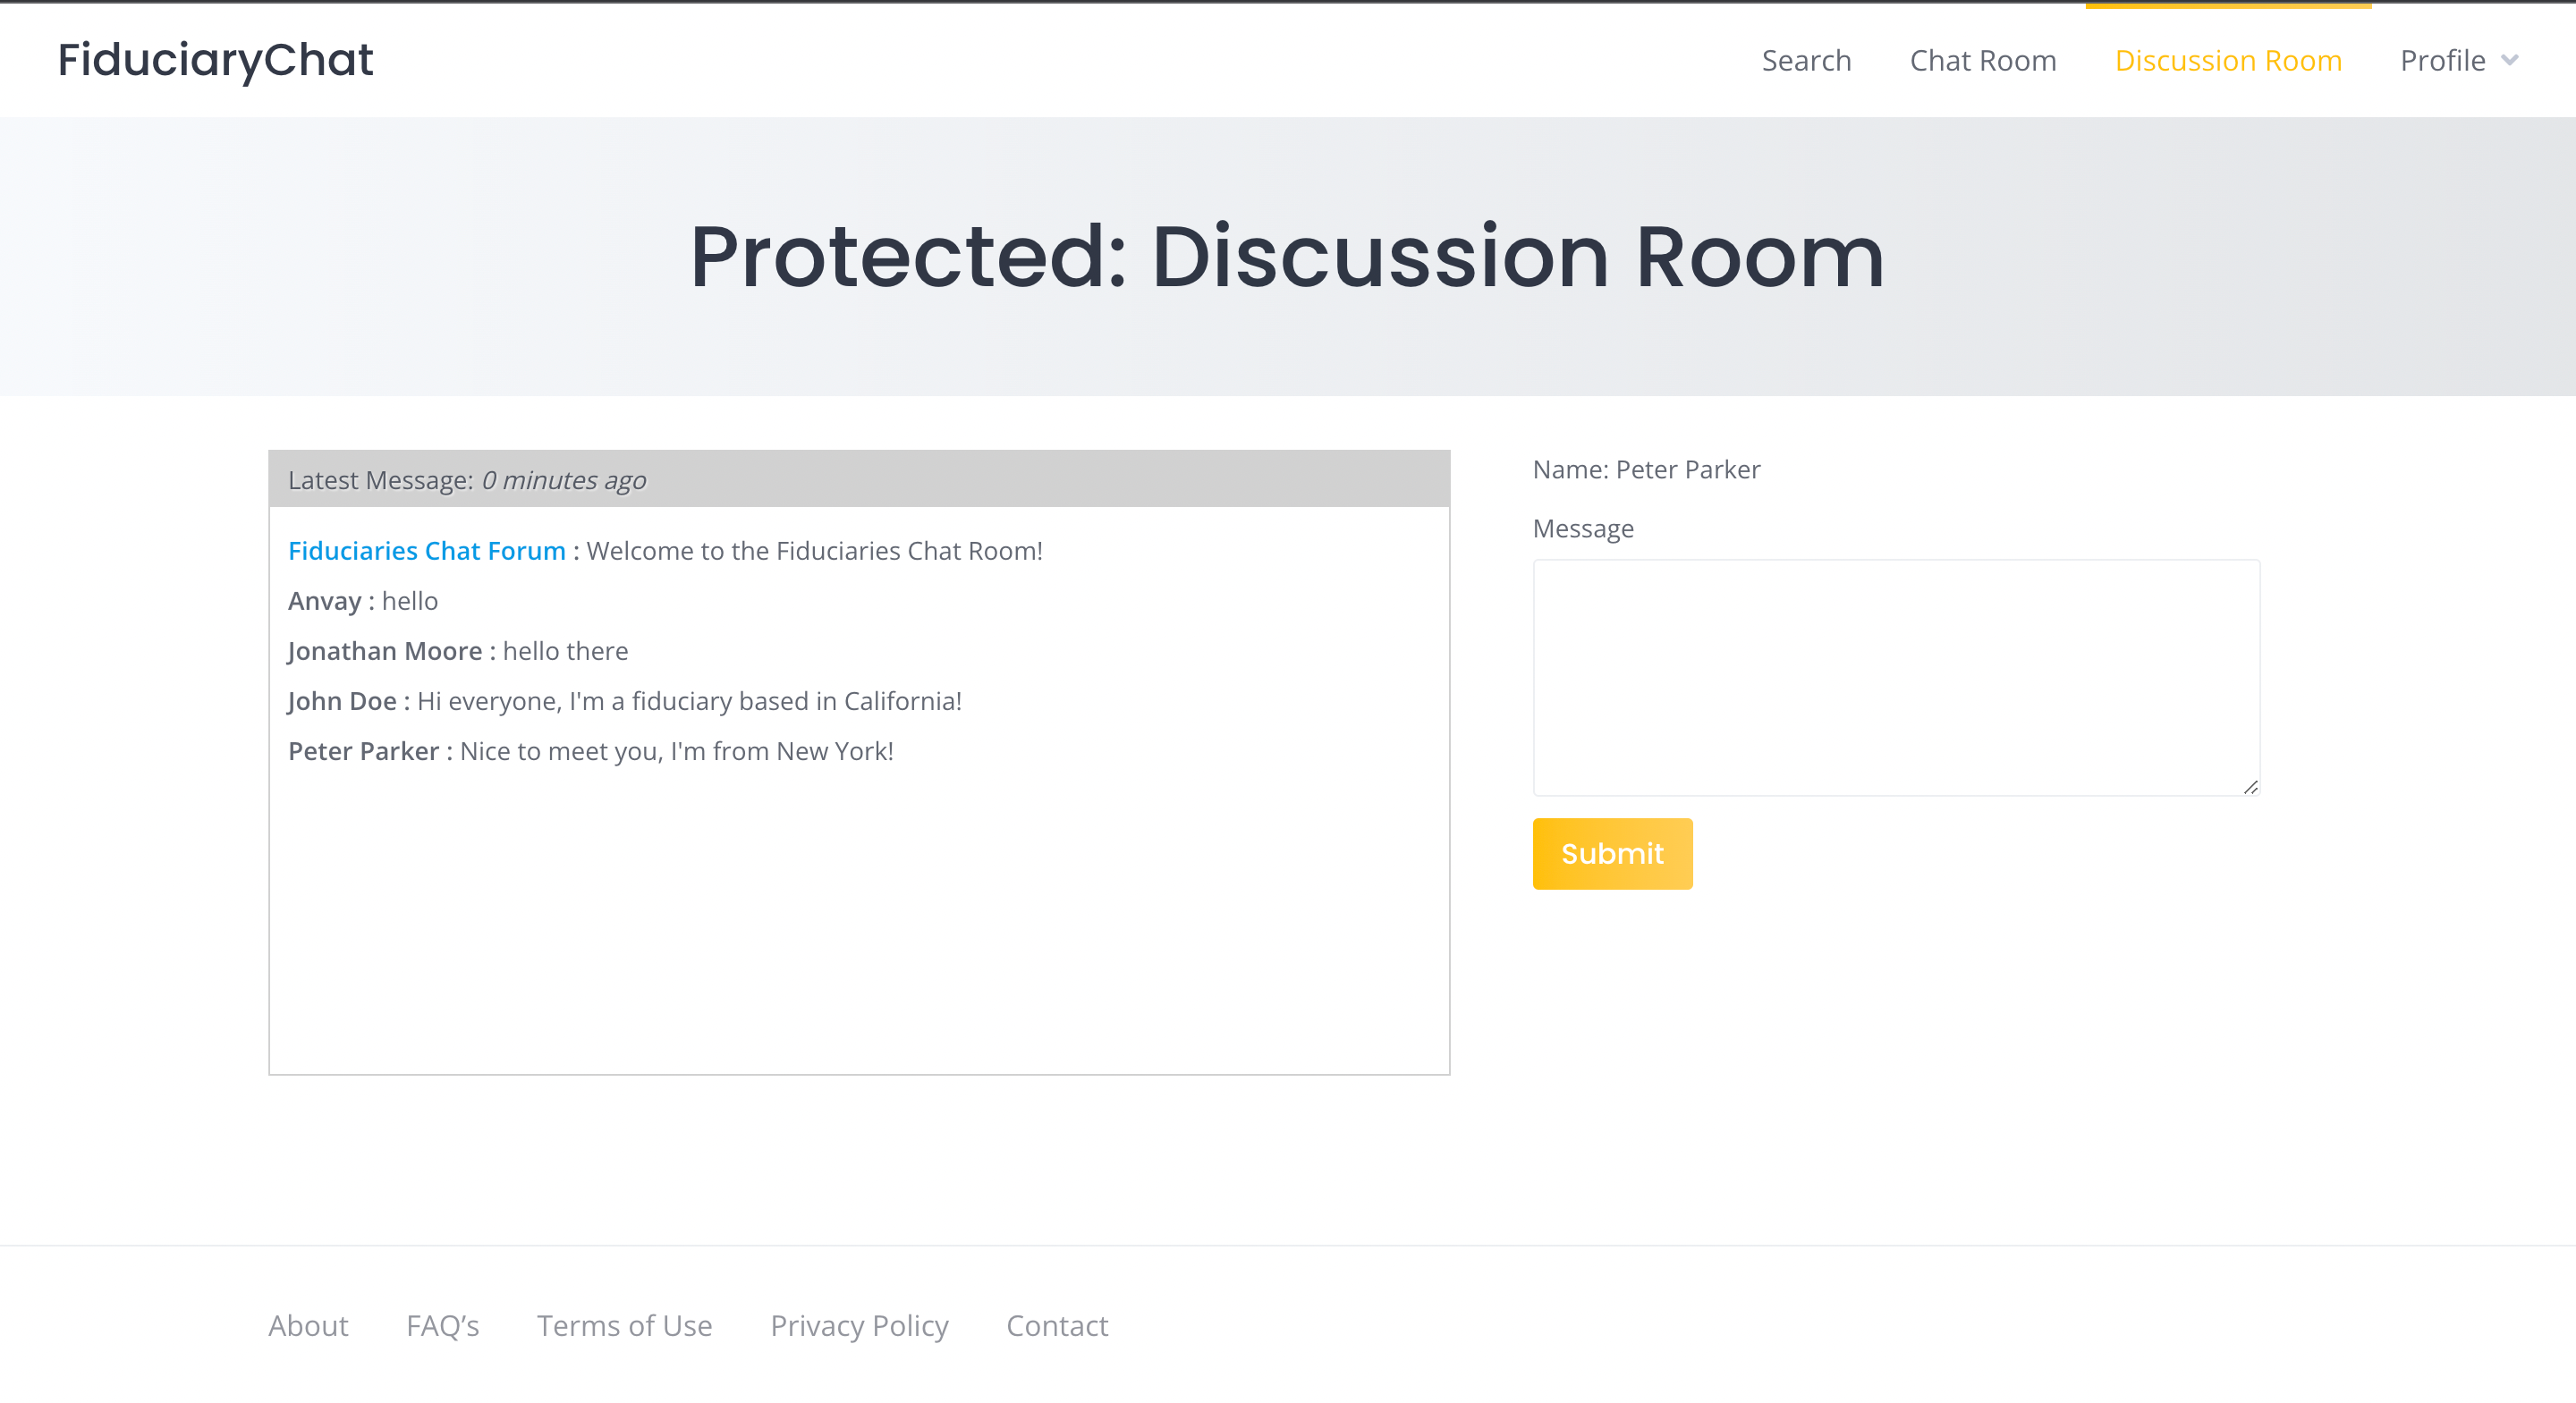 FiduciaryChat
Search
Chat Room
Discussion Room
Profile
Protected: Discussion Room
Latest Message: 0 minutes ago
Fiduciaries Chat Forum : Welcome to the Fiduciaries Chat Room!
Anvay : hello
Jonathan Moore : hello there
John Doe : Hi everyone, I'm a fiduciary based in California!
Peter Parker : Nice to meet you, I'm from New York!
Name: Peter Parker
Message
Submit
About
FAQ’s
Terms of Use
Privacy Policy
Contact